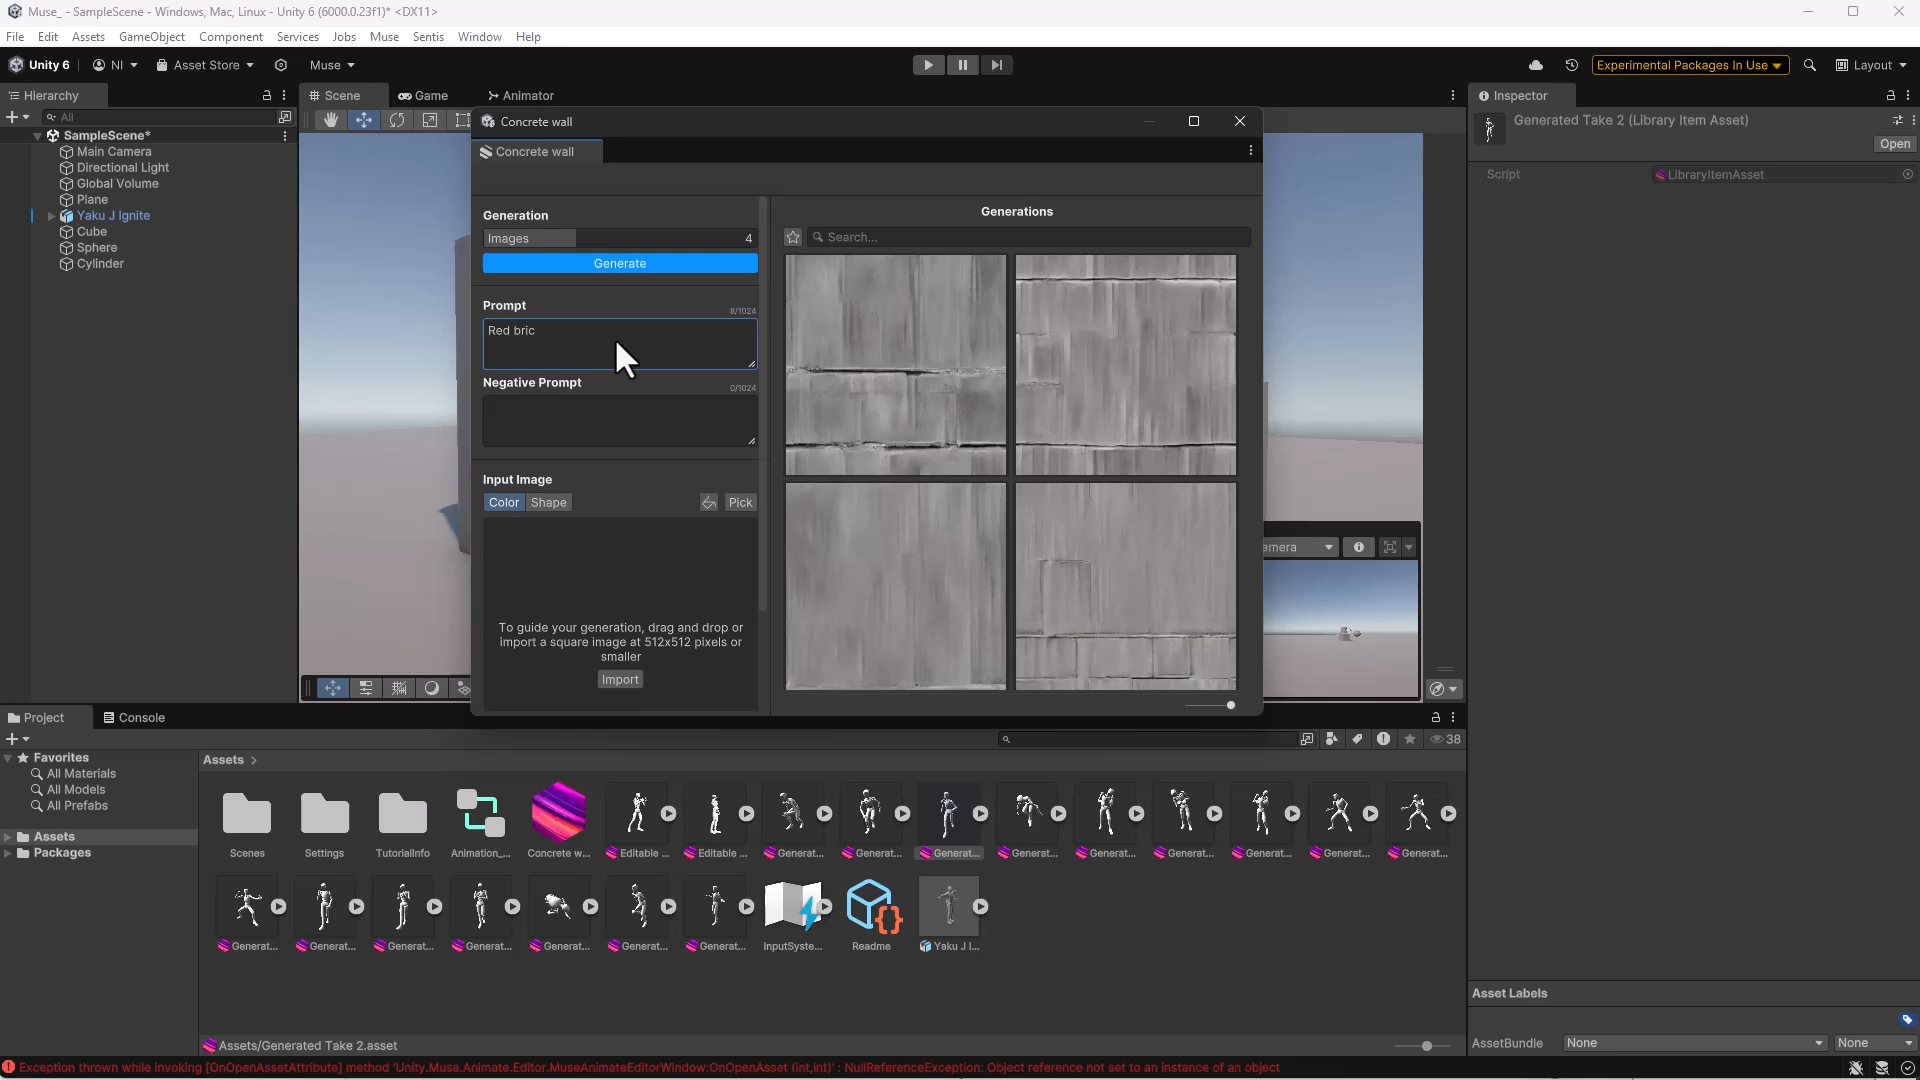 Muse_ - SampleScene - Windows, Mac, Linux - Unity 6 (6000.0.23f1)* <DX11>
File Edit Assets GameObject Component Services Jobs Muse Sentis Window Help
Unity 6 NI Asset Store Muse Experimental Packages In Use Layout
Hierarchy
All
SampleScene*
Main Camera
Directional Light
Global Volume
Plane
Yaku J Ignite
Cube
Sphere
Cylinder
Scene Game Animator
Concrete wall
Concrete wall
Generation
Images 4
Generate
Prompt 8/1024
Red bric
Negative Prompt 0/1024
Input Image
Color Shape Pick
To guide your generation, drag and drop or
import a square image at 512x512 pixels or
smaller
Import
Generations
Search...
amera
Inspector
Generated Take 2 (Library Item Asset)
Open
Script LibraryItemAsset
Project Console
38
Favorites
All Materials
All Models
All Prefabs
Assets
Packages
Assets >
Scenes Settings TutorialInfo Animation_... Concrete w... Editable ... Editable ... Generat... Generat... Generat... Generat... Generat... Generat... Generat... Generat... Generat...
Generat... Generat... Generat... Generat... Generat... Generat... Generat... InputSyste... Readme Yaku J I...
Assets/Generated Take 2.asset
Asset Labels
AssetBundle None None
Exception thrown while invoking [OnOpenAssetAttribute] method 'Unity.Muse.Animate.Editor.MuseAnimateEditorWindow:OnOpenAsset (int,int)' : NullReferenceException: Object reference not set to an instance of an object